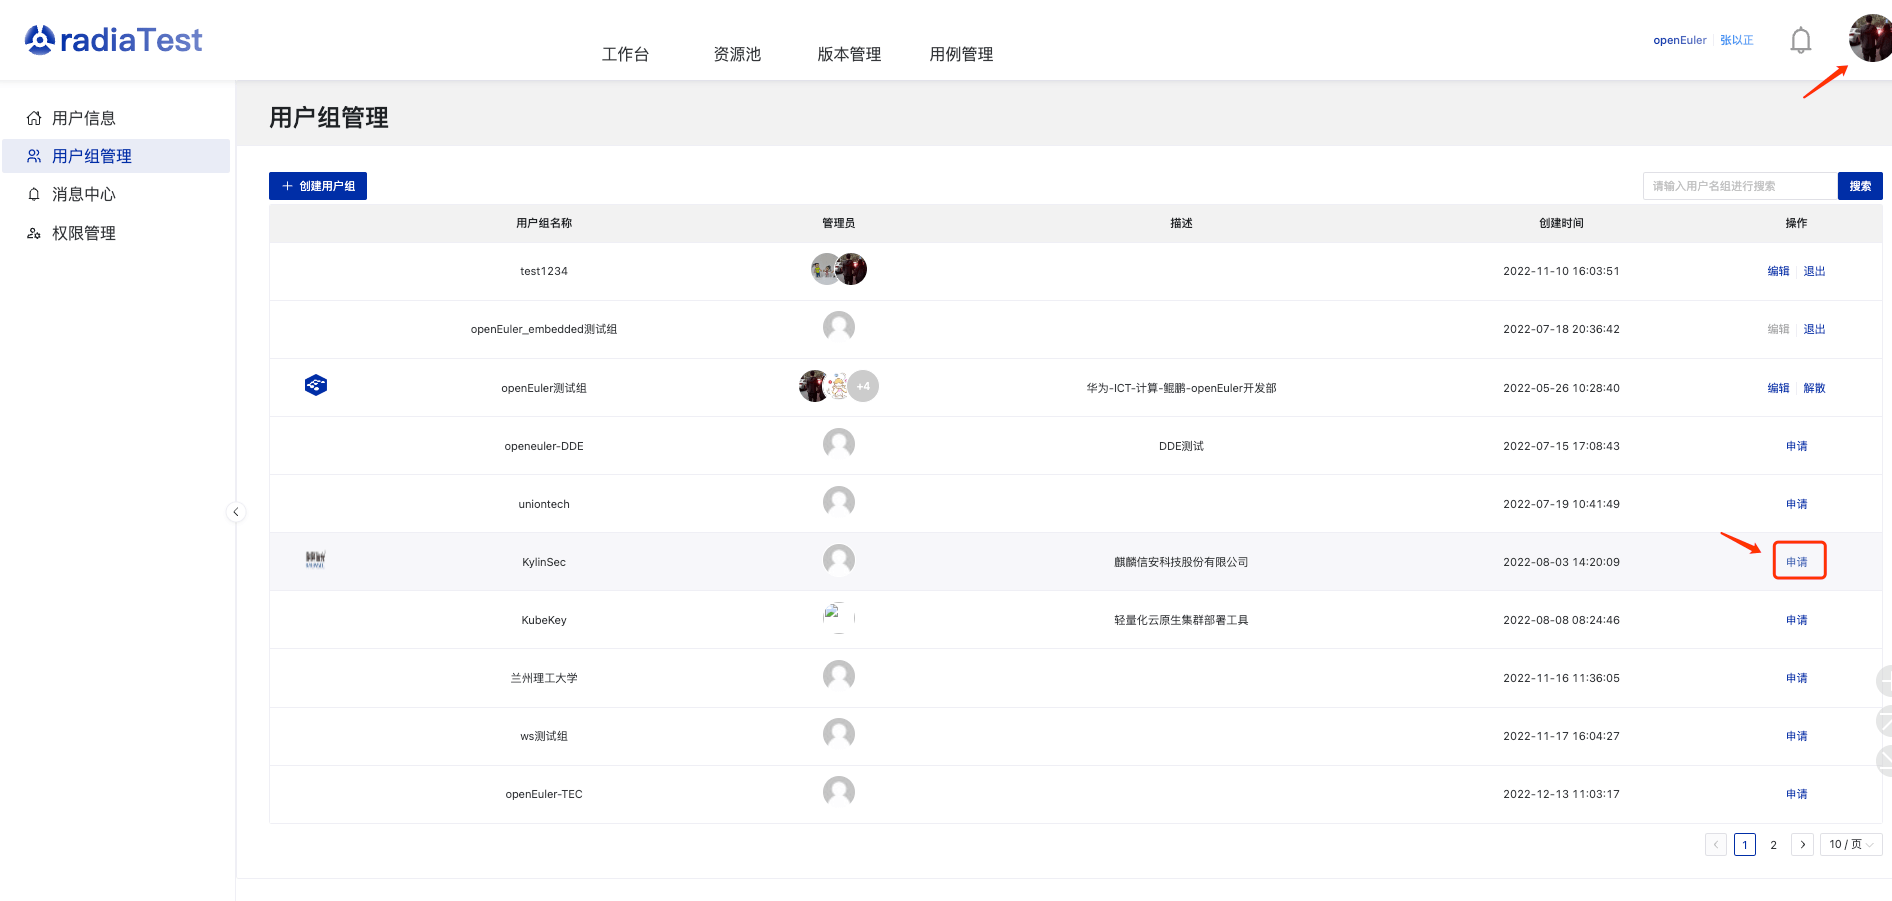 radiaTest
工作台 资源池 版本管理 用例管理
openEuler 张以正
用户信息
用户组管理
消息中心
权限管理
用户组管理
创建用户组
请输入用户名组进行搜索 搜索
用户组名称 管理员 描述 创建时间 操作
test1234 2022-11-10 16:03:51 编辑 退出
openEuler_embedded测试组 2022-07-18 20:36:42 编辑 退出
openEuler测试组 +4 华为-ICT-计算-鲲鹏-openEuler开发部 2022-05-26 10:28:40 编辑 解散
openeuler-DDE DDE测试 2022-07-15 17:08:43 申请
uniontech 2022-07-19 10:41:49 申请
KylinSec 麒麟信安科技股份有限公司 2022-08-03 14:20:09 申请
KubeKey 轻量化云原生集群部署工具 2022-08-08 08:24:46 申请
兰州理工大学 2022-11-16 11:36:05 申请
ws测试组 2022-11-17 16:04:27 申请
openEuler-TEC 2022-12-13 11:03:17 申请
1 2 10 / 页